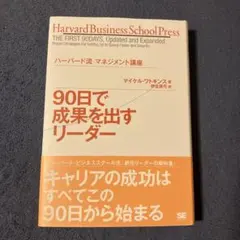 Harvard Business School Press
THE FIRST 90DAYS, Updated and Expanded
ハーバード流 マネジメント講座
マイケル・ワトキンス 著
90日で
成果を出す
リーダー
キャリアの成功は
すべてこの
90日から始まる